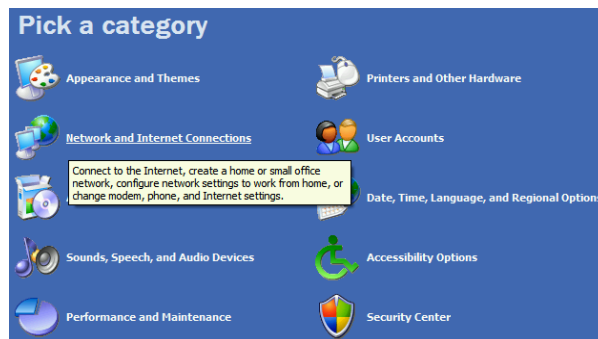 Pick a category
Appearance and Themes
Printers and Other Hardware
Network and Internet Connections
User Accounts
Connect to the Internet, create a home or small office
network, configure network settings to work from home, or
change modem, phone, and Internet settings.
Date, Time, Language, and Regional Options
Sounds, Speech, and Audio Devices
Accessibility Options
Performance and Maintenance
Security Center